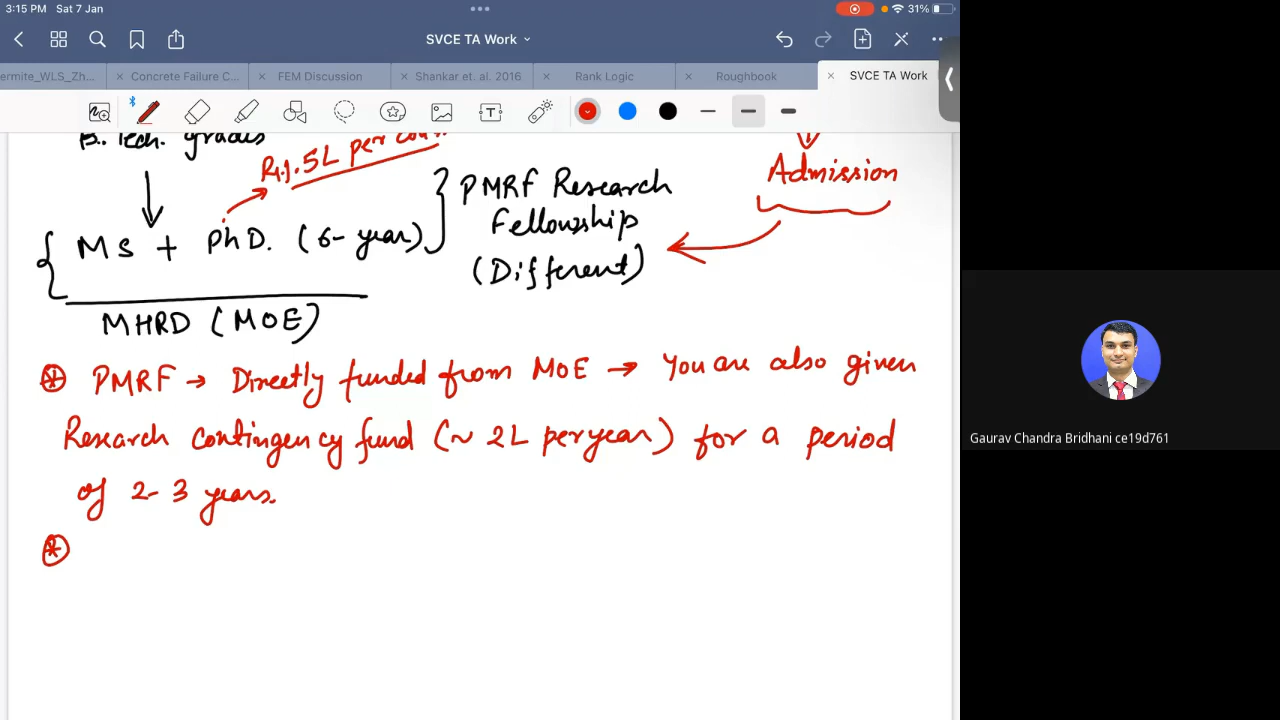 3:15 PM Sat 7 Jan
31%
SVCE TA Work
ermite_WLS_Zh...
Concrete Failure C...
FEM Discussion
Shankar et. al. 2016
Rank Logic
Roughbook
SVCE TA Work
B. Tech. grades
.5L per
Admission
PMRF Research
Fellowship
(Different)
MS + PhD. (6-year)
MHRD (MOE)
PMRF → Directly funded from MOE → You are also given
Research contingency fund (~ 2L per year) for a period
of 2-3 years.
Gaurav Chandra Bridhani ce19d761